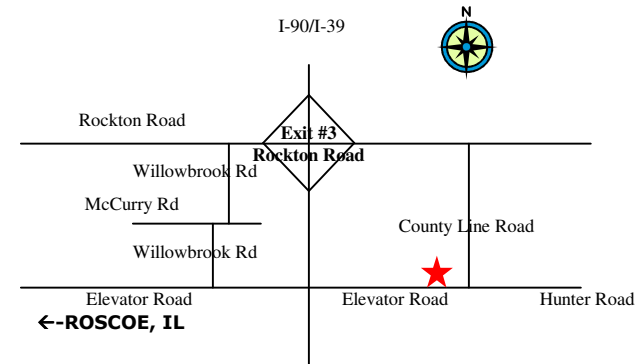 N
I-90/I-39
Rockton Road
Exit #3
Rockton Road
Willowbrook Rd
McCurry Rd
County Line Road
Willowbrook Rd
Elevator Road
Elevator Road
Hunter Road
←-ROSCOE, IL